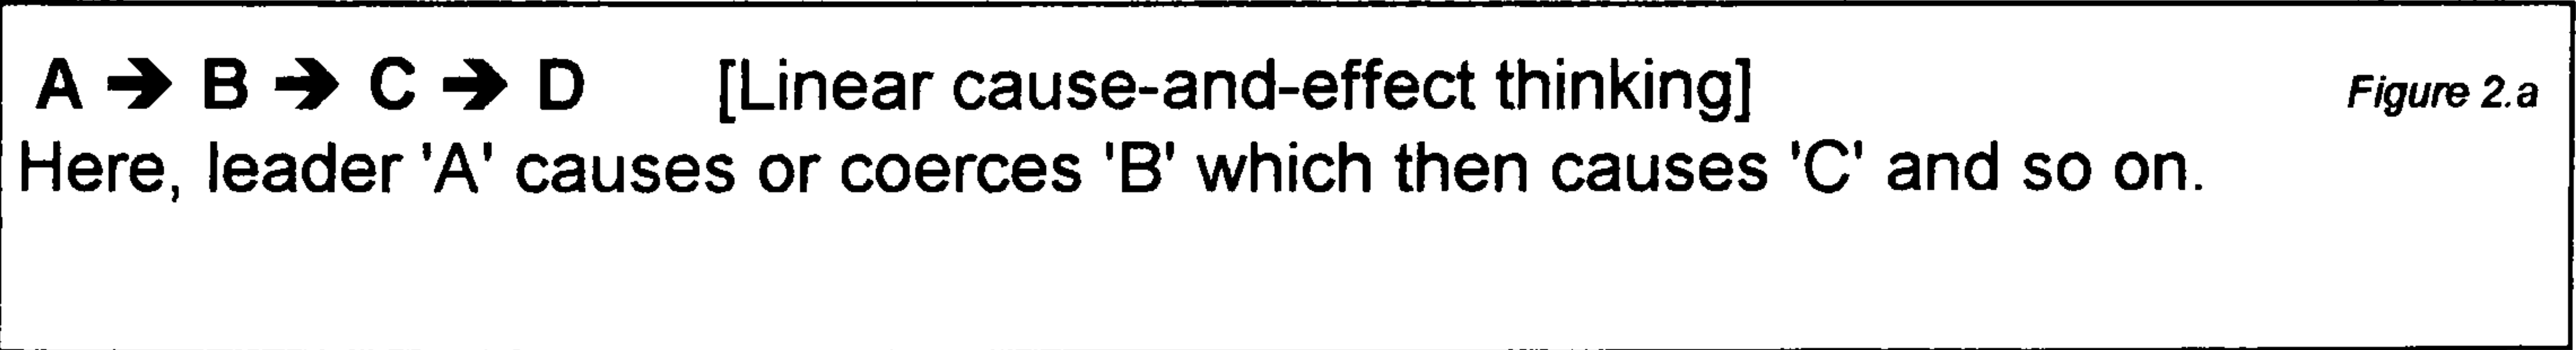 A → B → C → D [Linear cause-and-effect thinking] Figure 2.a
Here, leader 'A' causes or coerces 'B' which then causes 'C' and so on.